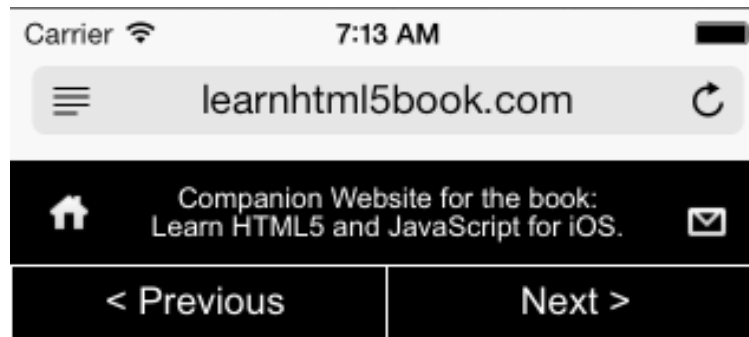 Carrier 7:13 AM
learnhtml5book.com
Companion Website for the book:
Learn HTML5 and JavaScript for iOS.
< Previous Next >